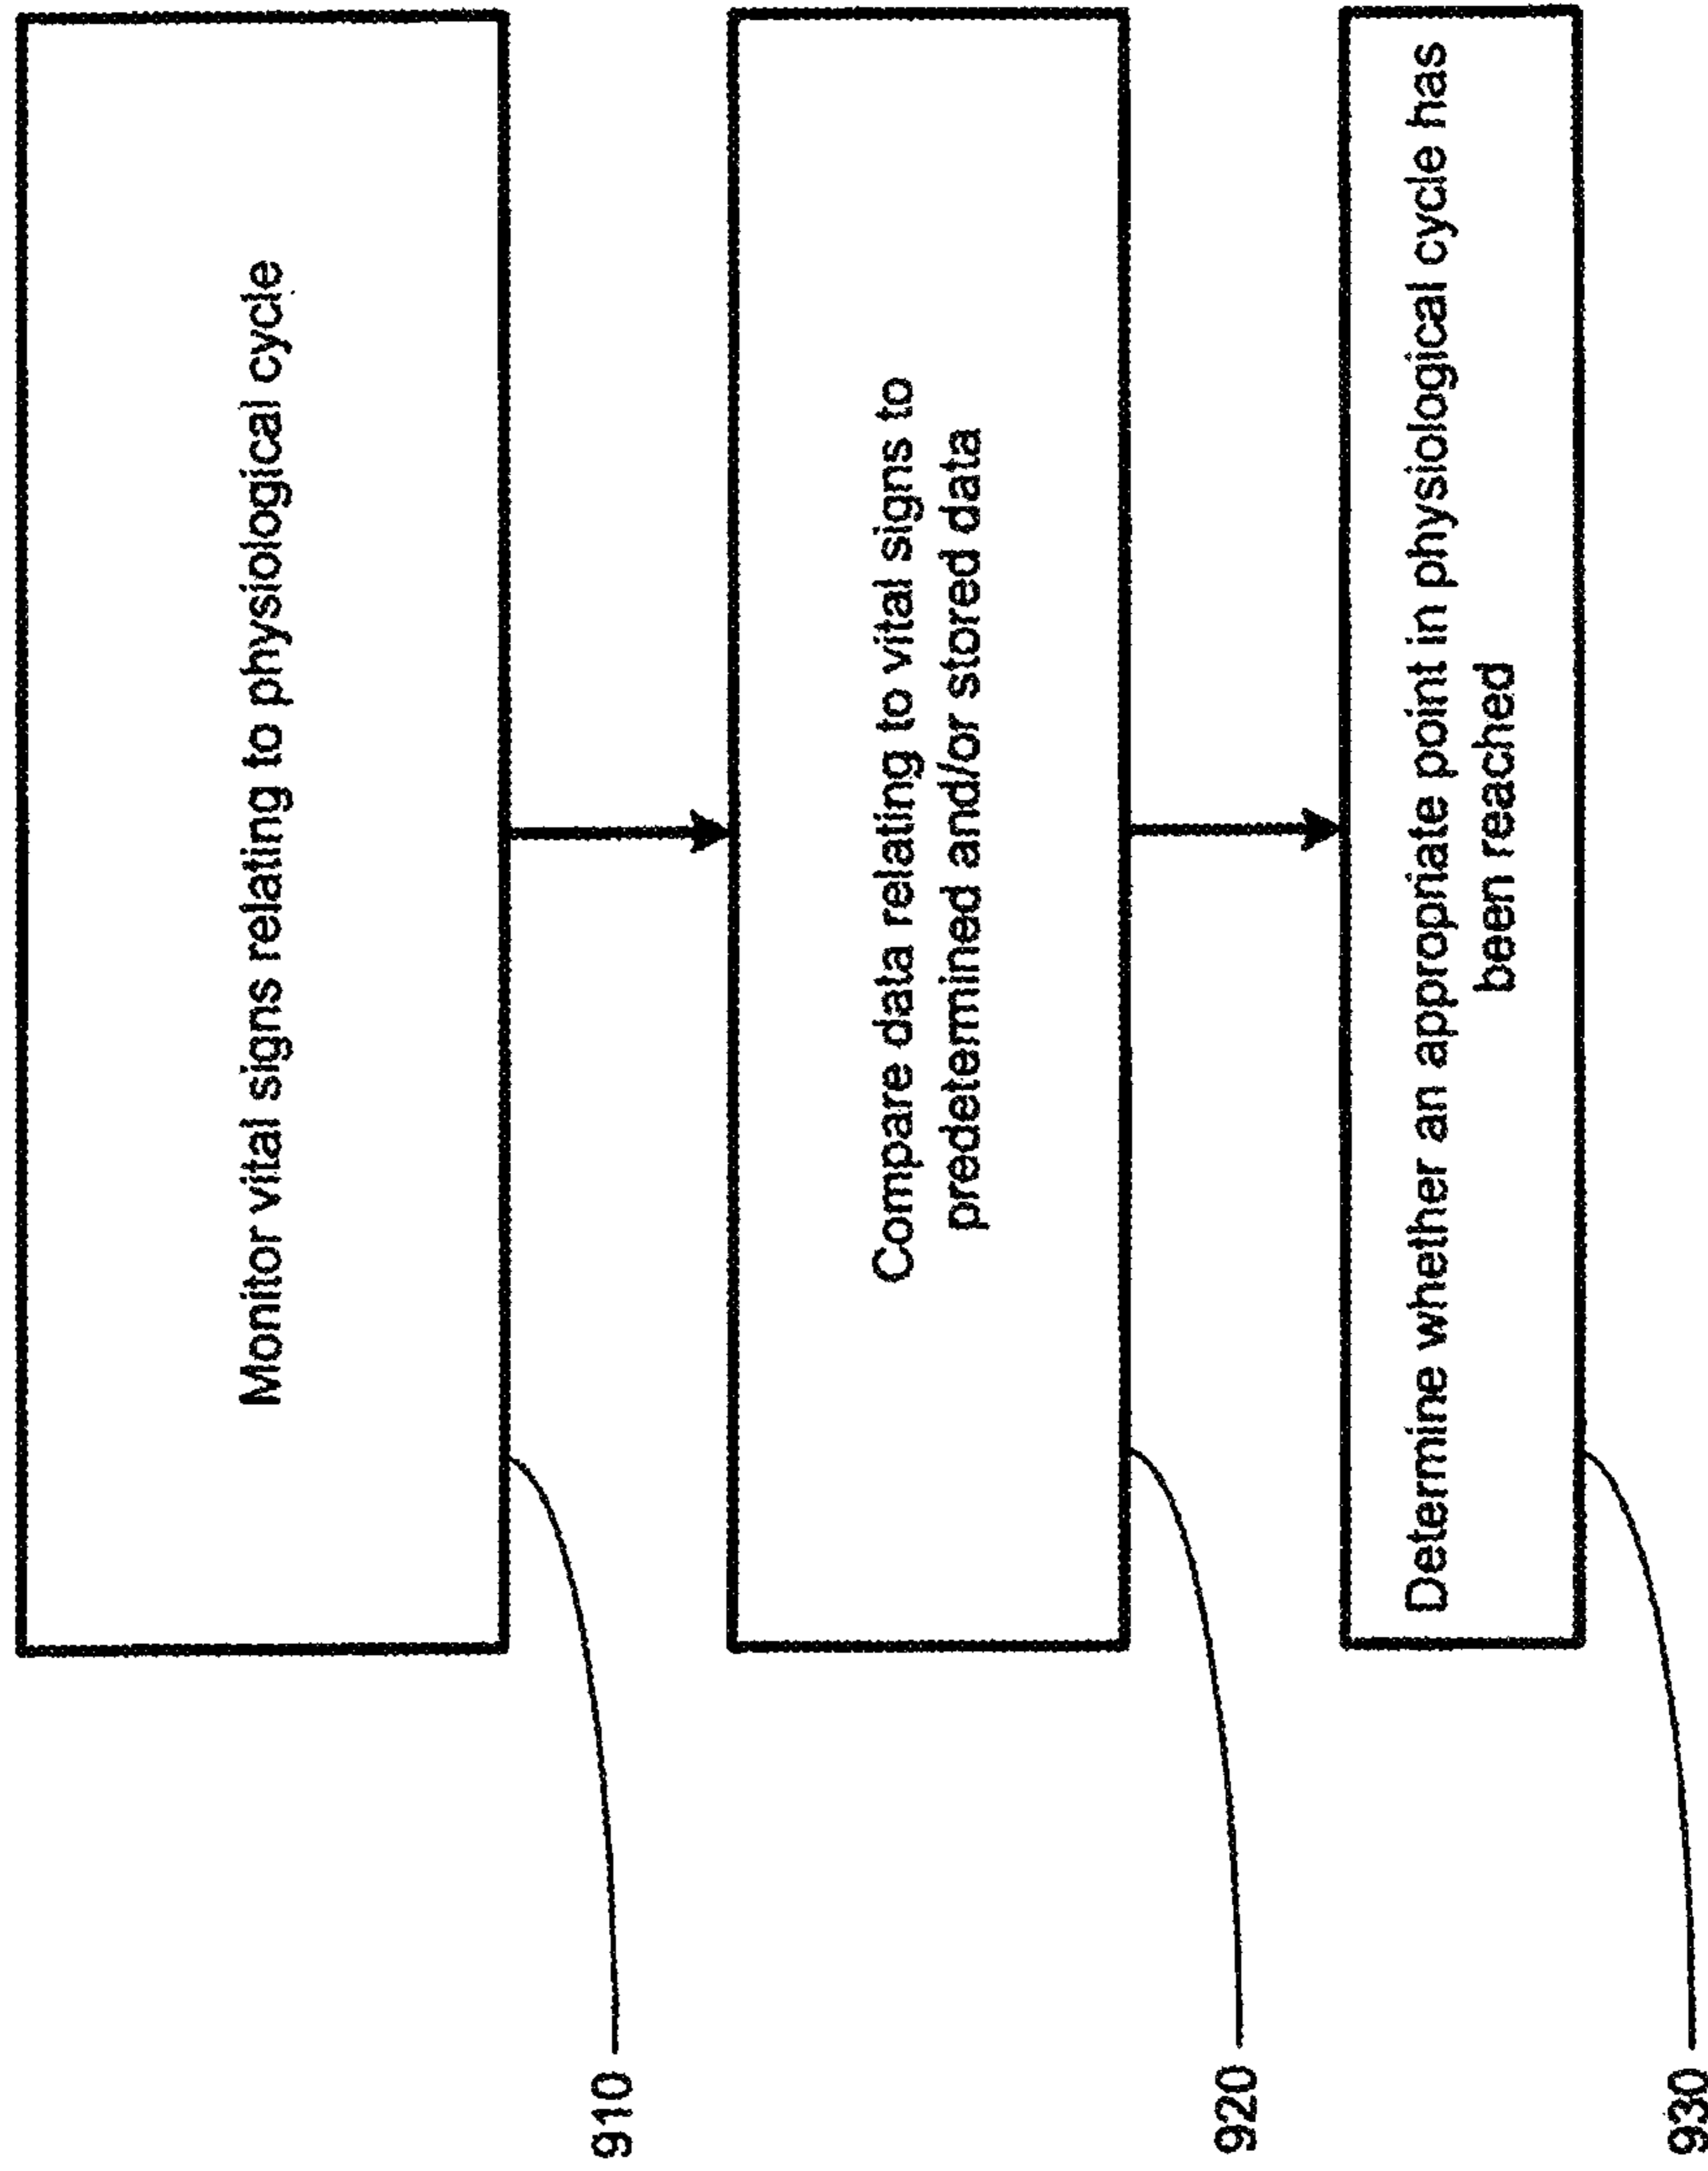 Monitor vital signs relating to physiological cycle
910
Compare data relating to vital signs to
predetermined and/or stored data
920
Determine whether an appropriate point in physiological cycle has
been reached
930